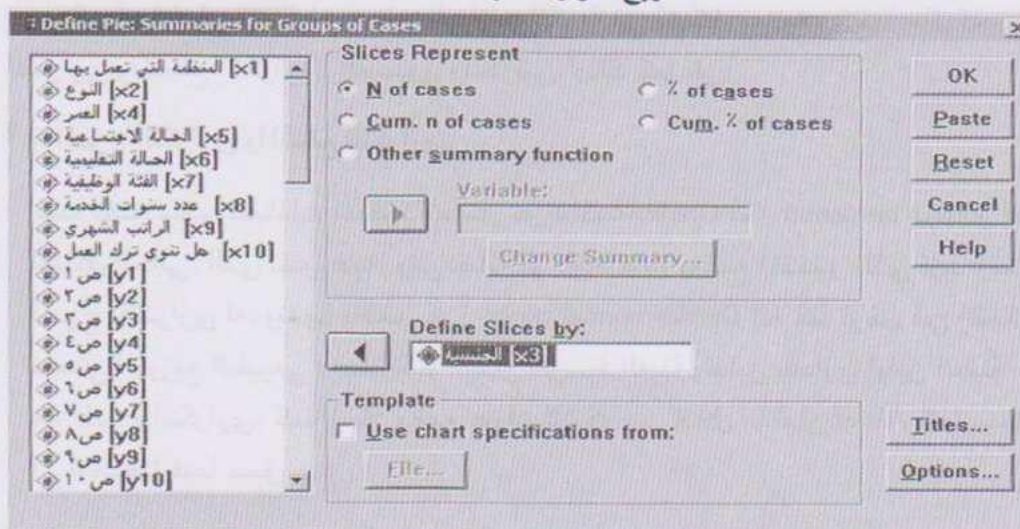 Define Pie: Summaries for Groups of Cases
المنظمة التي تعمل بها [x1]
النوع [x2]
العمر [x4]
الحالة الاجتماعية [x5]
الحالة التعليمية [x6]
الفئة الوظيفية [x7]
عدد سنوات الخدمة [x8]
الراتب الشهري [x9]
هل تنوي ترك العمل [x10]
ص ١ [y1]
ص ٢ [y2]
ص ٣ [y3]
ص ٤ [y4]
ص ٥ [y5]
ص ٦ [y6]
ص ٧ [y7]
ص ٨ [y8]
ص ٩ [y9]
ص ١٠ [y10]
Slices Represent
N of cases
% of cases
Cum. n of cases
Cum. % of cases
Other summary function
Variable:
Change Summary...
Define Slices by:
الجنسية [x3]
Template
Use chart specifications from:
File...
OK
Paste
Reset
Cancel
Help
Titles...
Options...